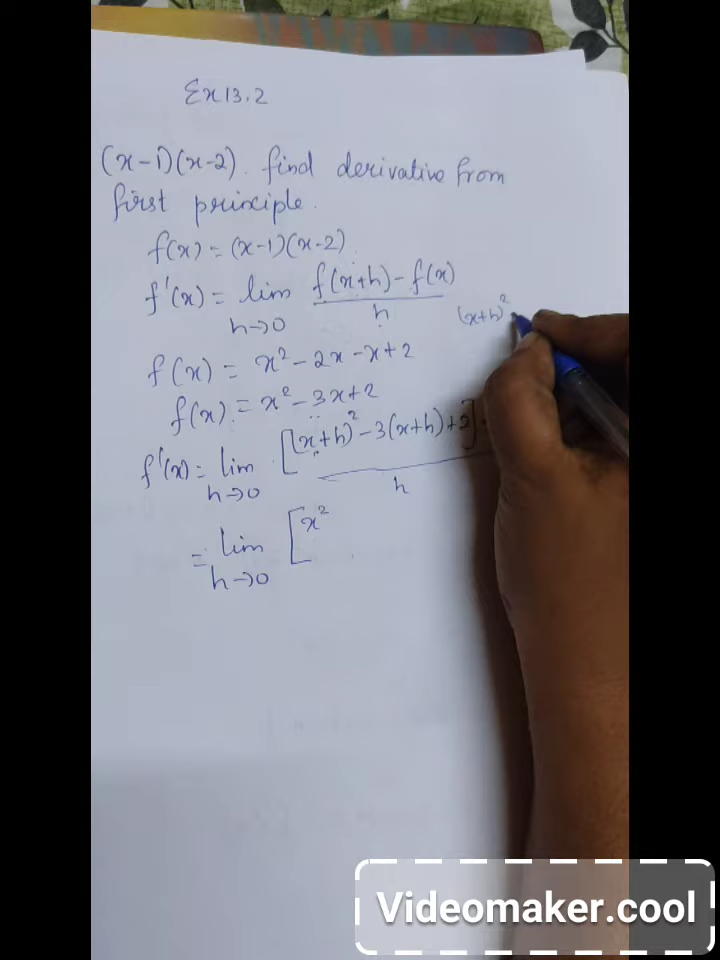 Ex 13.2
(x-1)(x-2). find derivative from
first principle.
f(x) = (x-1)(x-2).
f'(x) = lim f(x+h) - f(x)
h→0 h
(x+h)²
f(x) = x² - 2x - x + 2
f(x) = x² - 3x + 2
f'(x) = lim [(x+h)² - 3(x+h) + 2]
h→0 h
= lim [x²
h→0
Videomaker.cool